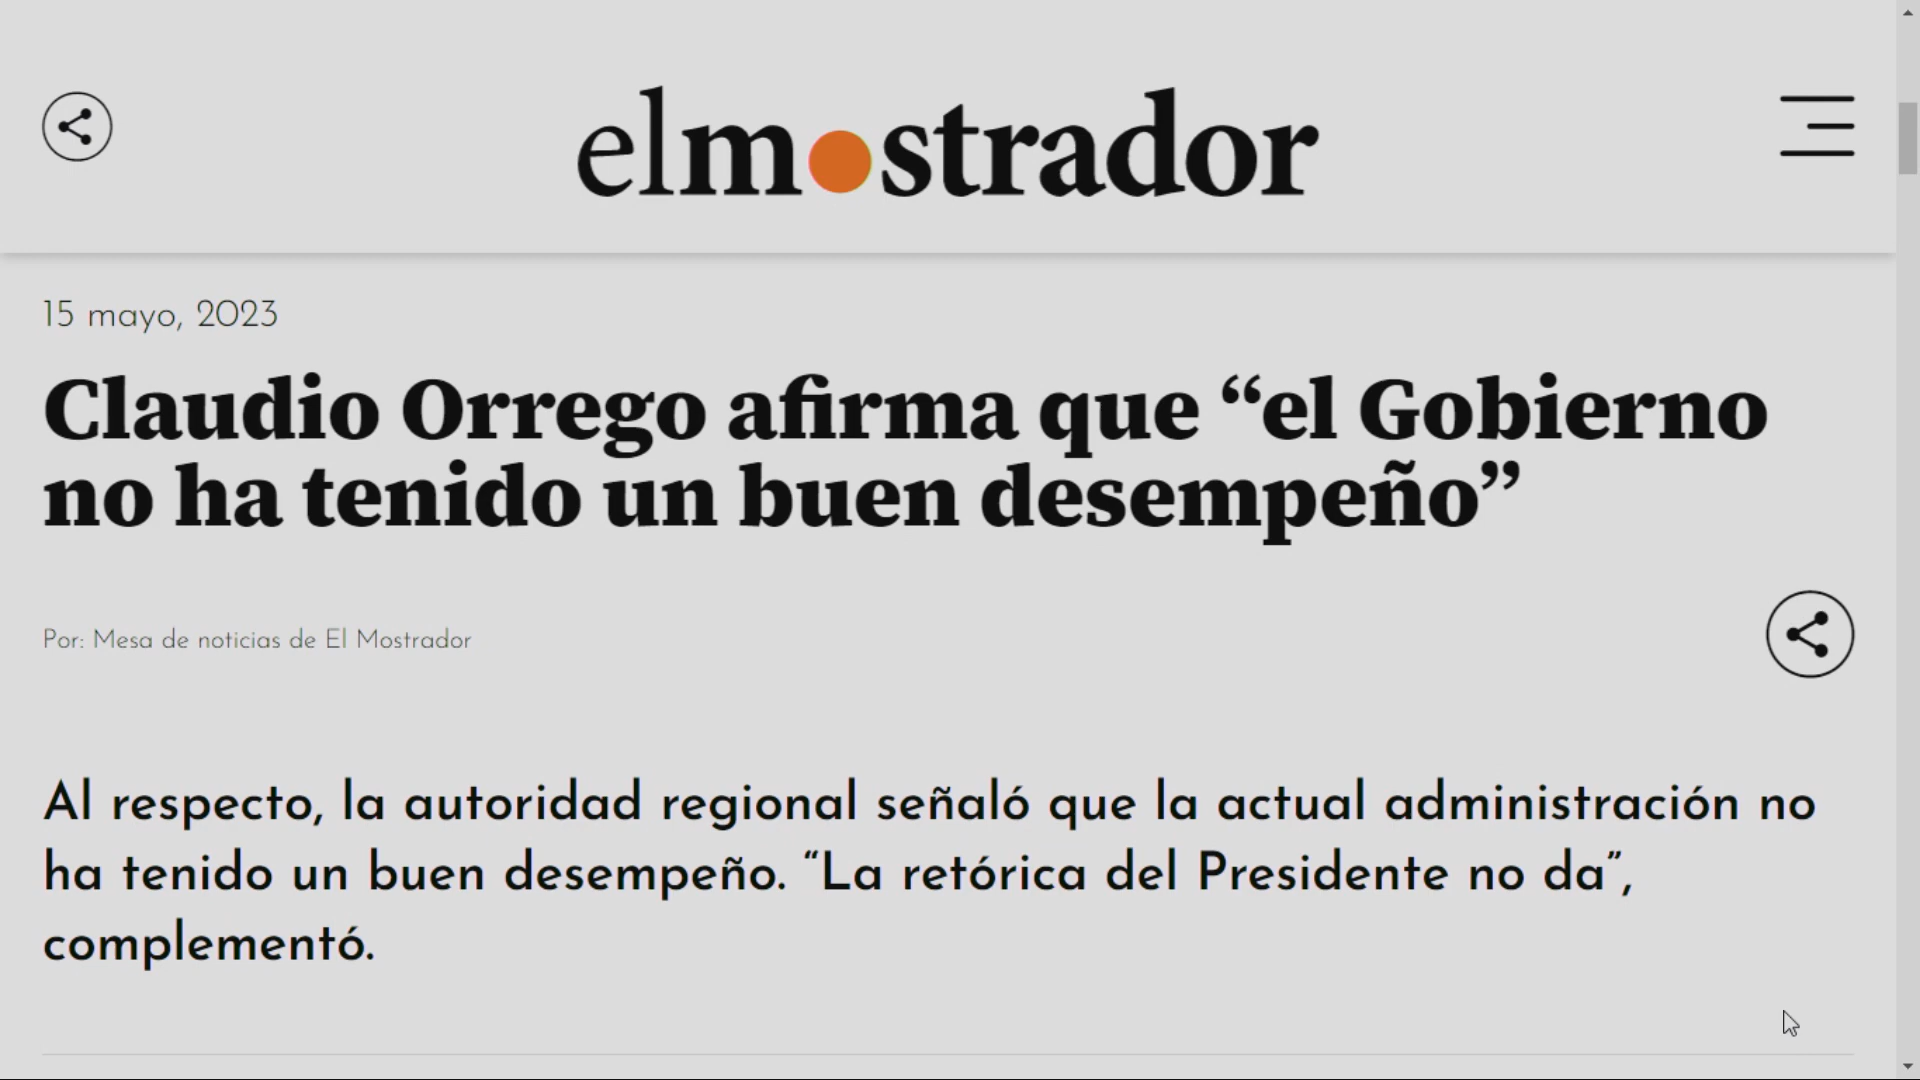 elmostrador
15 mayo, 2023
Claudio Orrego afirma que “el Gobierno
no ha tenido un buen desempeño”
Por: Mesa de noticias de El Mostrador
Al respecto, la autoridad regional señaló que la actual administración no
ha tenido un buen desempeño. “La retórica del Presidente no da”,
complementó.